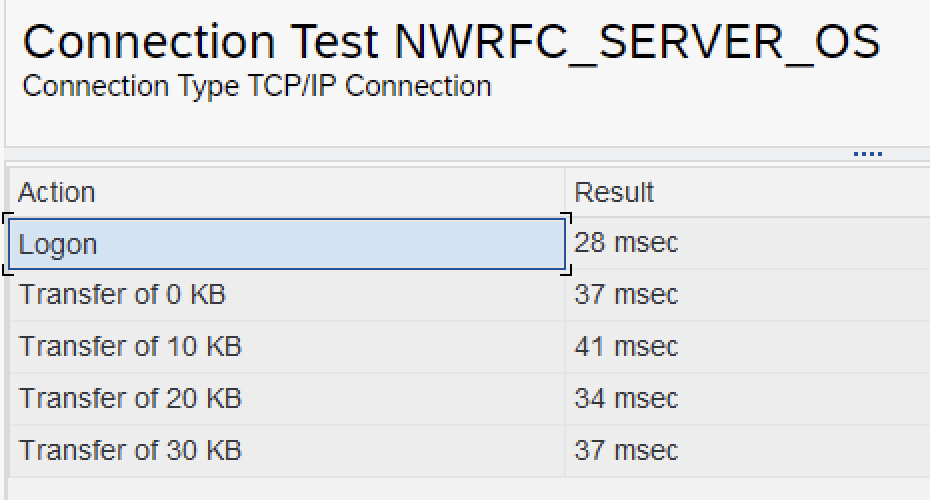 Connection Test NWRFC_SERVER_OS
Connection Type TCP/IP Connection
Action Result
Logon 28 msec
Transfer of 0 KB 37 msec
Transfer of 10 KB 41 msec
Transfer of 20 KB 34 msec
Transfer of 30 KB 37 msec